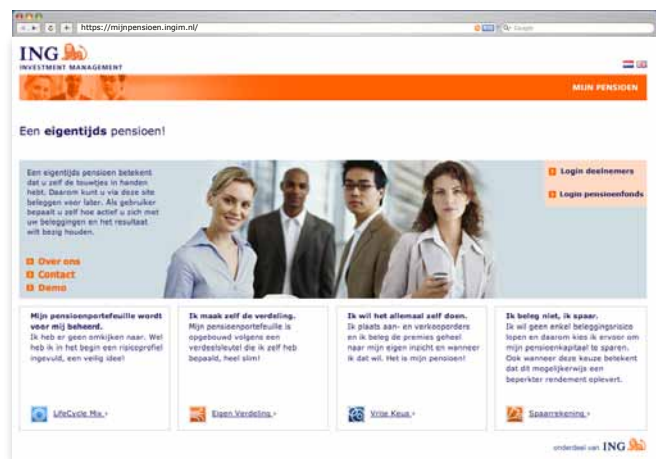 https://mijnpensioen.ingim.nl/
Google
ING
INVESTMENT MANAGEMENT
MIJN PENSIOEN
Een eigentijds pensioen!
Een eigentijds pensioen betekent
dat u zelf de touwtjes in handen
hebt. Daarom kunt u via deze site
beleggen voor later. Als gebruiker
bepaalt u zelf hoe actief u zich met
uw beleggingen en het resultaat
wilt bezig houden.
Over ons
Contact
Demo
Login deelnemers
Login pensioenfonds
Mijn pensioenportefeuille wordt
voor mij beheerd.
Ik heb er geen omkijken naar. Wel
heb ik in het begin een risicoprofiel
ingevuld, een veilig idee!
LifeCycle Mix
Ik maak zelf de verdeling.
Mijn pensioenportefeuille is
opgebouwd volgens een
verdeelsleutel die ik zelf heb
bepaald, heel slim!
Eigen Verdeling
Ik wil het allemaal zelf doen.
Ik plaats aan- en verkooporders
en ik beleg de premies geheel
naar mijn eigen inzicht en wanneer
ik dat wil. Het is mijn pensioen!
Vrije Keus
Ik beleg niet, ik spaar.
Ik wil geen enkel beleggingsrisico
lopen en daarom kies ik ervoor om
mijn pensioenkapitaal te sparen.
Ook wanneer deze keuze betekent
dat dit mogelijkerwijs een
beperkter rendement oplevert.
Spaarrekening
onderdeel van ING